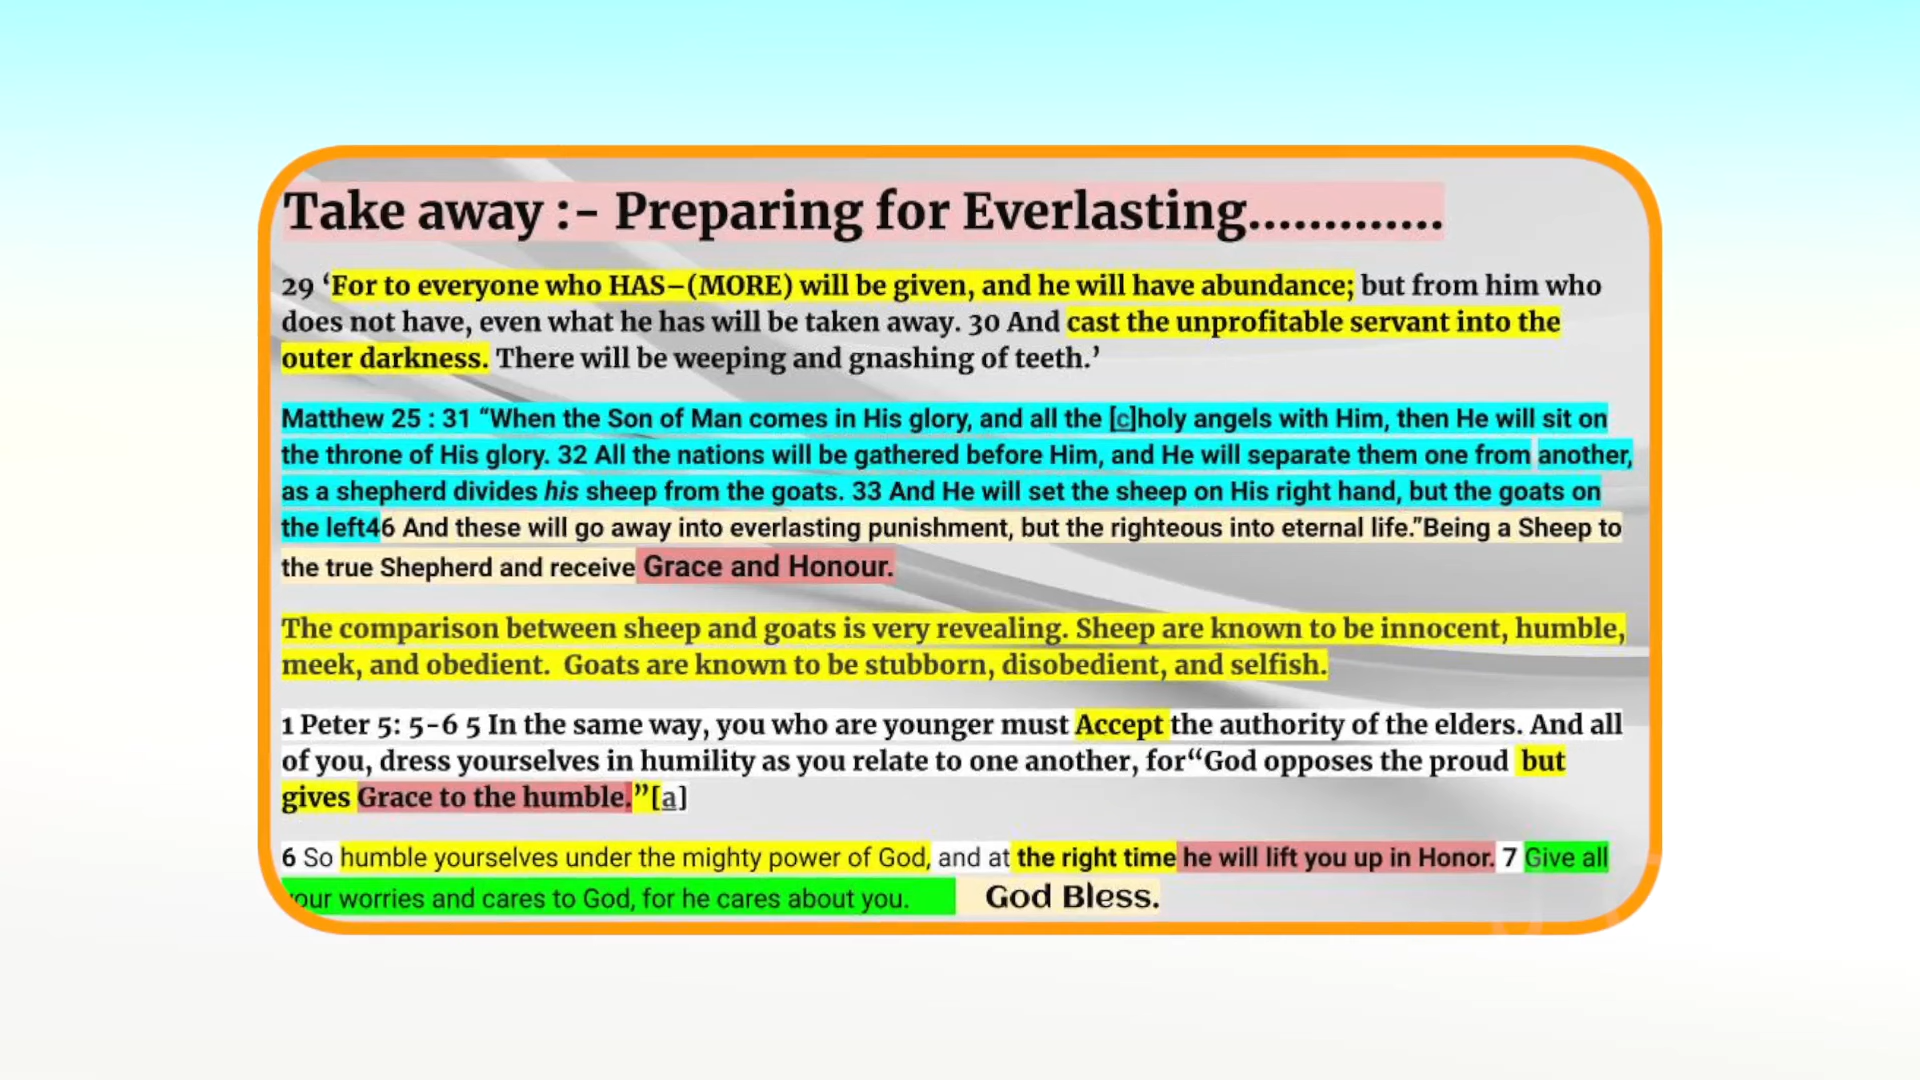 Take away :- Preparing for Everlasting.............
29 ‘For to everyone who HAS–(MORE) will be given, and he will have abundance; but from him who
does not have, even what he has will be taken away. 30 And cast the unprofitable servant into the
outer darkness. There will be weeping and gnashing of teeth.’
Matthew 25 : 31 “When the Son of Man comes in His glory, and all the [c]holy angels with Him, then He will sit on
the throne of His glory. 32 All the nations will be gathered before Him, and He will separate them one from another,
as a shepherd divides his sheep from the goats. 33 And He will set the sheep on His right hand, but the goats on
the left46 And these will go away into everlasting punishment, but the righteous into eternal life.”Being a Sheep to
the true Shepherd and receive Grace and Honour.
The comparison between sheep and goats is very revealing. Sheep are known to be innocent, humble,
meek, and obedient. Goats are known to be stubborn, disobedient, and selfish.
1 Peter 5: 5-6 5 In the same way, you who are younger must Accept the authority of the elders. And all
of you, dress yourselves in humility as you relate to one another, for“God opposes the proud but
gives Grace to the humble.”[a]
6 So humble yourselves under the mighty power of God, and at the right time he will lift you up in Honor. 7 Give all
your worries and cares to God, for he cares about you. God Bless.